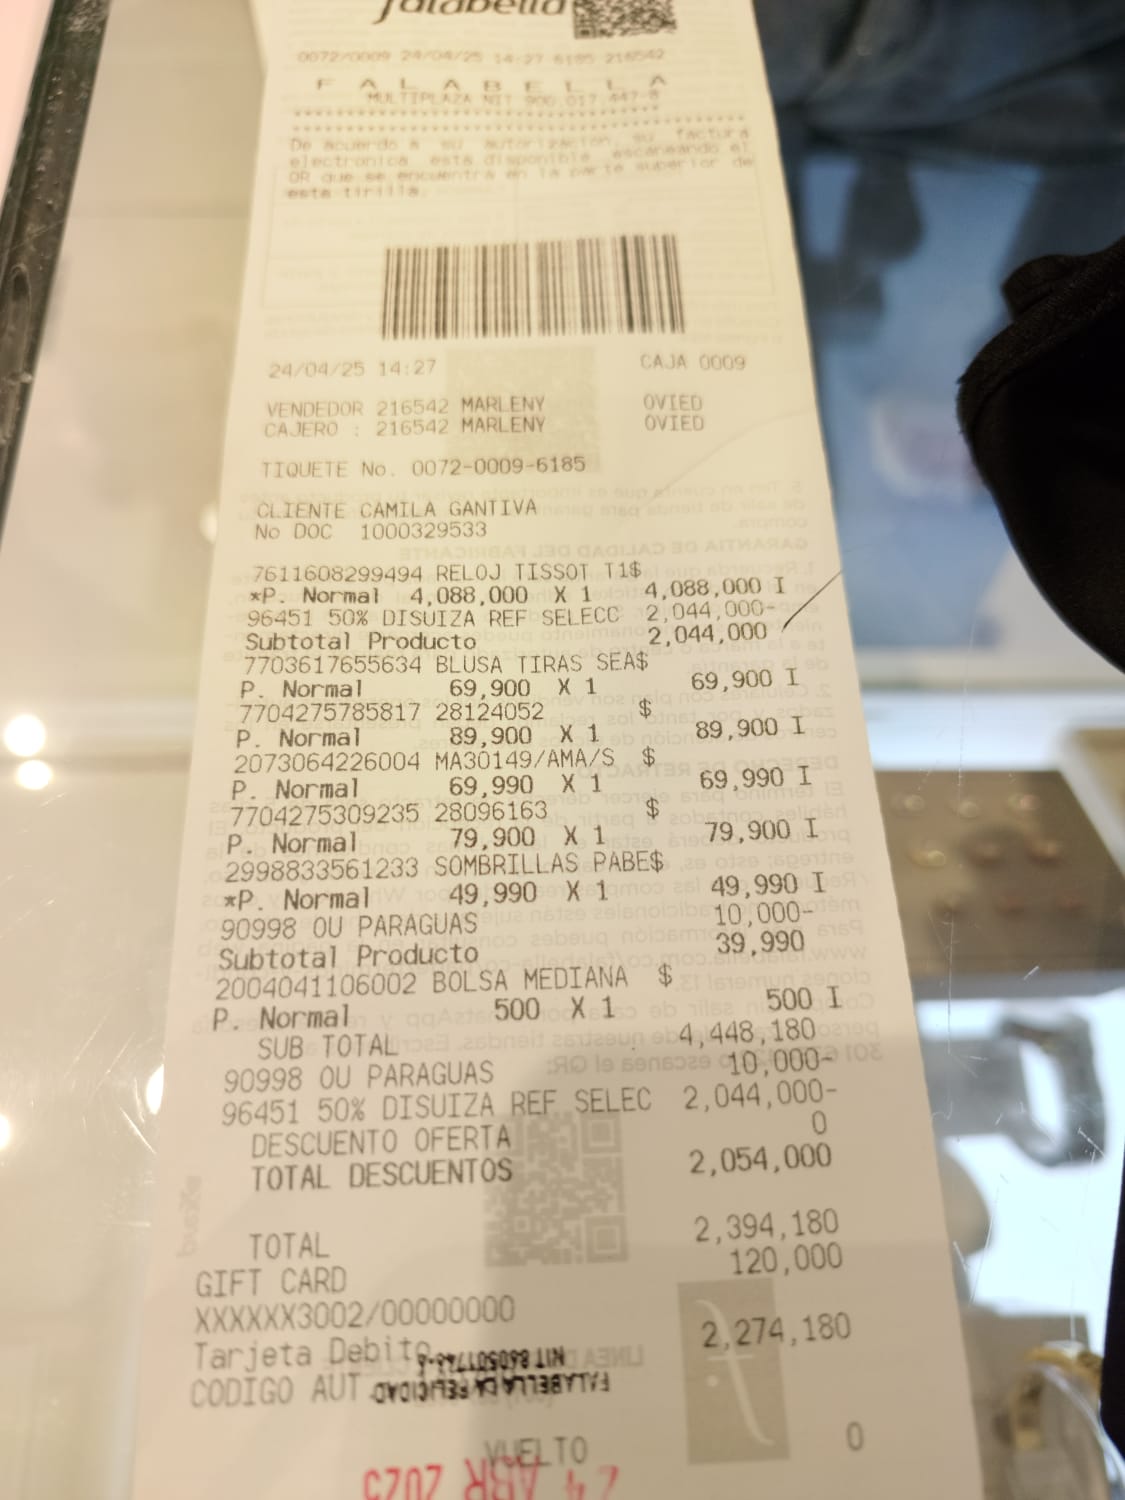 falabella
0072/0009 24/04/25 14:27 6185 216542
F A L A B E L L A
MULTIPLAZA NIT 900.017.447-8
De acuerdo a su autorizacion, su factura
electronica esta disponible escaneando el
QR que se encuentra en la parte superior de
esta tirilla.
24/04/25 14:27 CAJA 0009
VENDEDOR 216542 MARLENY OVIED
CAJERO : 216542 MARLENY OVIED
TIQUETE No. 0072-0009-6185
CLIENTE CAMILA GANTIVA
No DOC 1000329533
7611608299494 RELOJ TISSOT T1$
*P. Normal 4,088,000 X 1 4,088,000 I
96451 50% DISUIZA REF SELECC 2,044,000-
Subtotal Producto 2,044,000
7703617655634 BLUSA TIRAS SEA$
P. Normal 69,900 X 1 69,900 I
7704275785817 28124052 $
P. Normal 89,900 X 1 89,900 I
2073064226004 MA30149/AMA/S $
P. Normal 69,990 X 1 69,990 I
7704275309235 28096163 $
P. Normal 79,900 X 1 79,900 I
2998833561233 SOMBRILLAS PABE$
*P. Normal 49,990 X 1 49,990 I
90998 OU PARAGUAS 10,000-
Subtotal Producto 39,990
2004041106002 BOLSA MEDIANA $
P. Normal 500 X 1 500 I
SUB TOTAL 4,448,180
90998 OU PARAGUAS 10,000-
96451 50% DISUIZA REF SELEC 2,044,000-
DESCUENTO OFERTA 0
TOTAL DESCUENTOS 2,054,000
TOTAL 2,394,180
GIFT CARD 120,000
XXXXXX3002/00000000
Tarjeta Debito 2,274,180
CODIGO AUT
FALABELLA LA FELICIDAD
VUELTO 0
24 ABR 2025